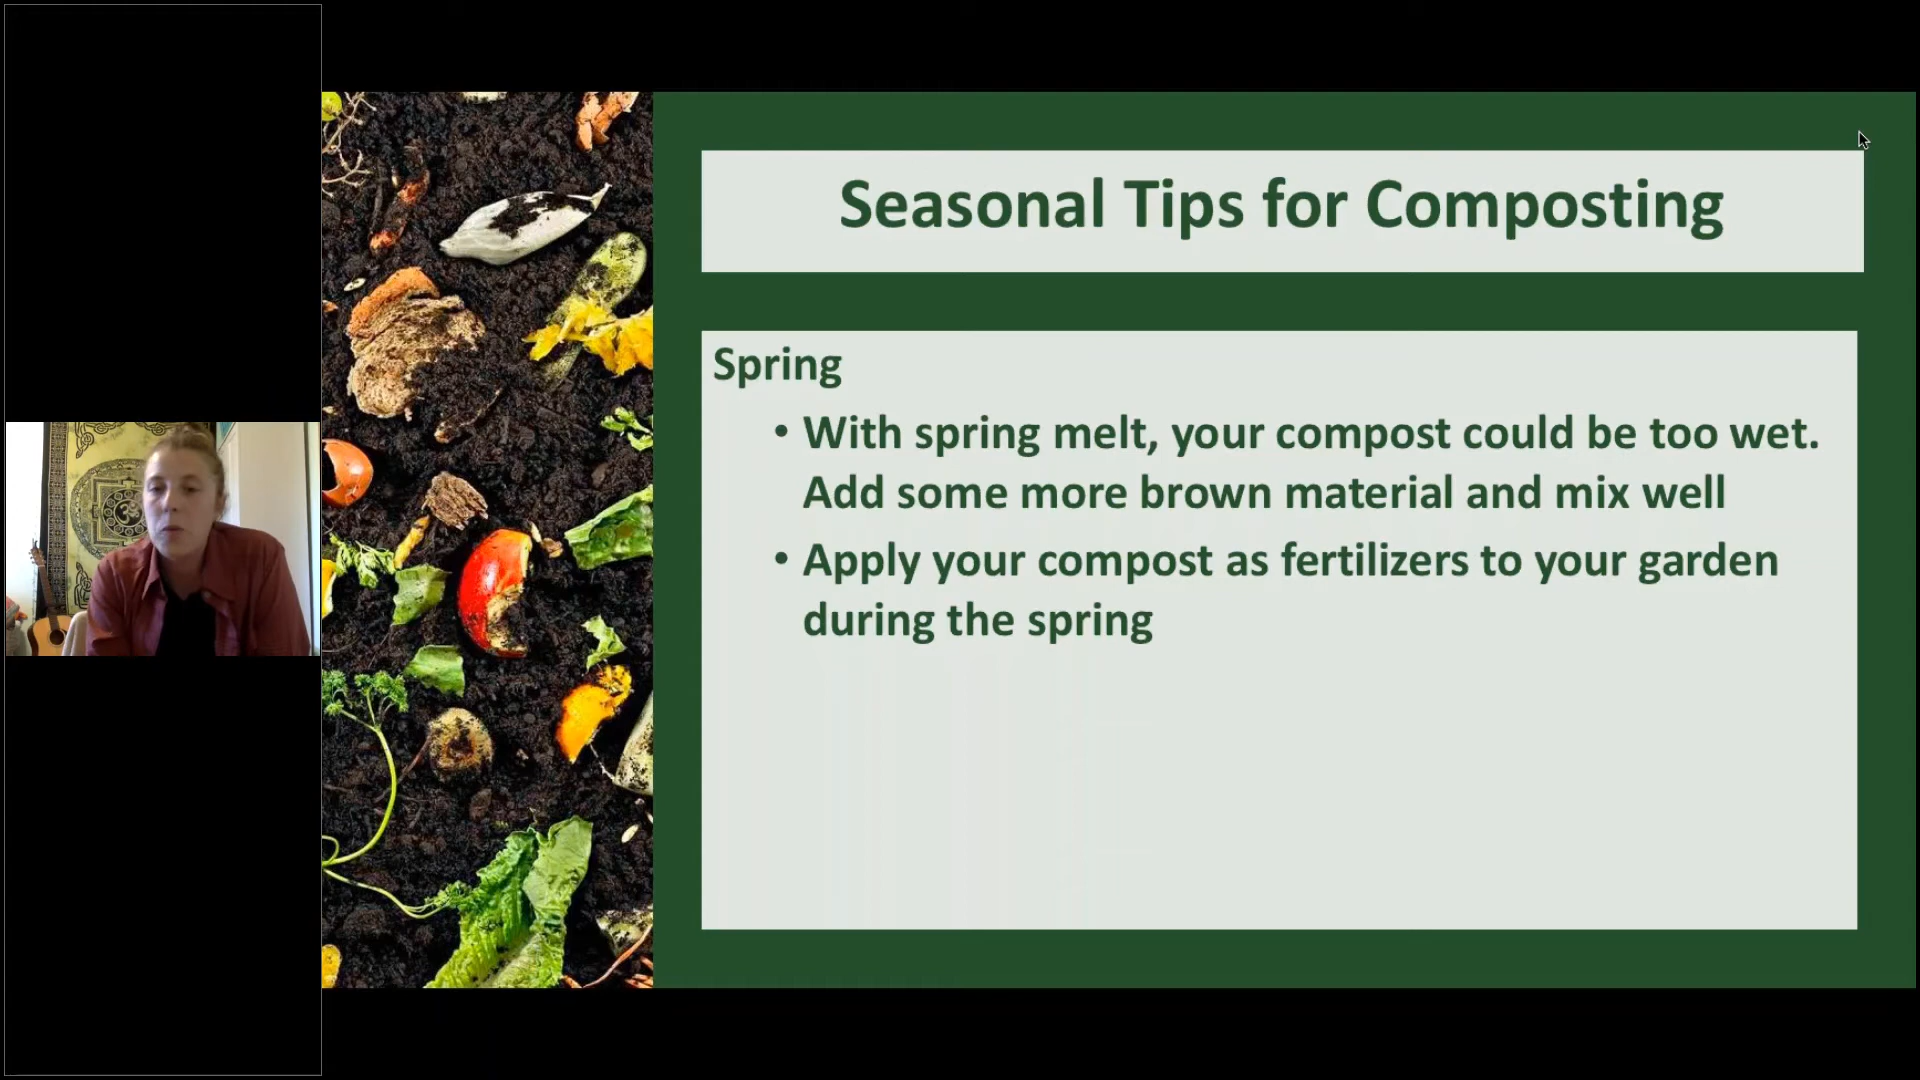 Seasonal Tips for Composting
Spring
• With spring melt, your compost could be too wet.
Add some more brown material and mix well
• Apply your compost as fertilizers to your garden
during the spring